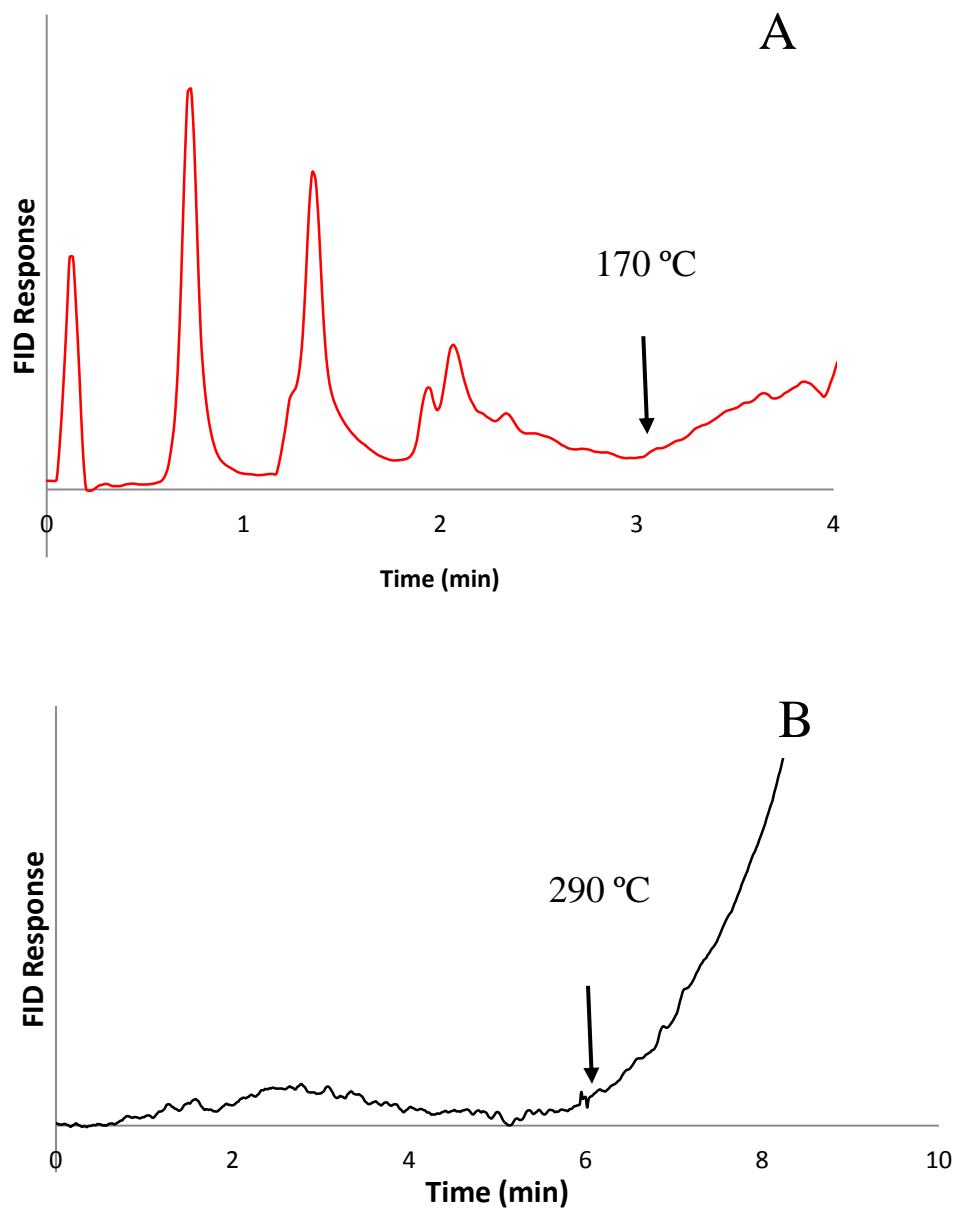 A
FID Response
170 ºC
0 1 2 3 4
Time (min)
B
FID Response
290 ºC
0 2 4 6 8 10
Time (min)